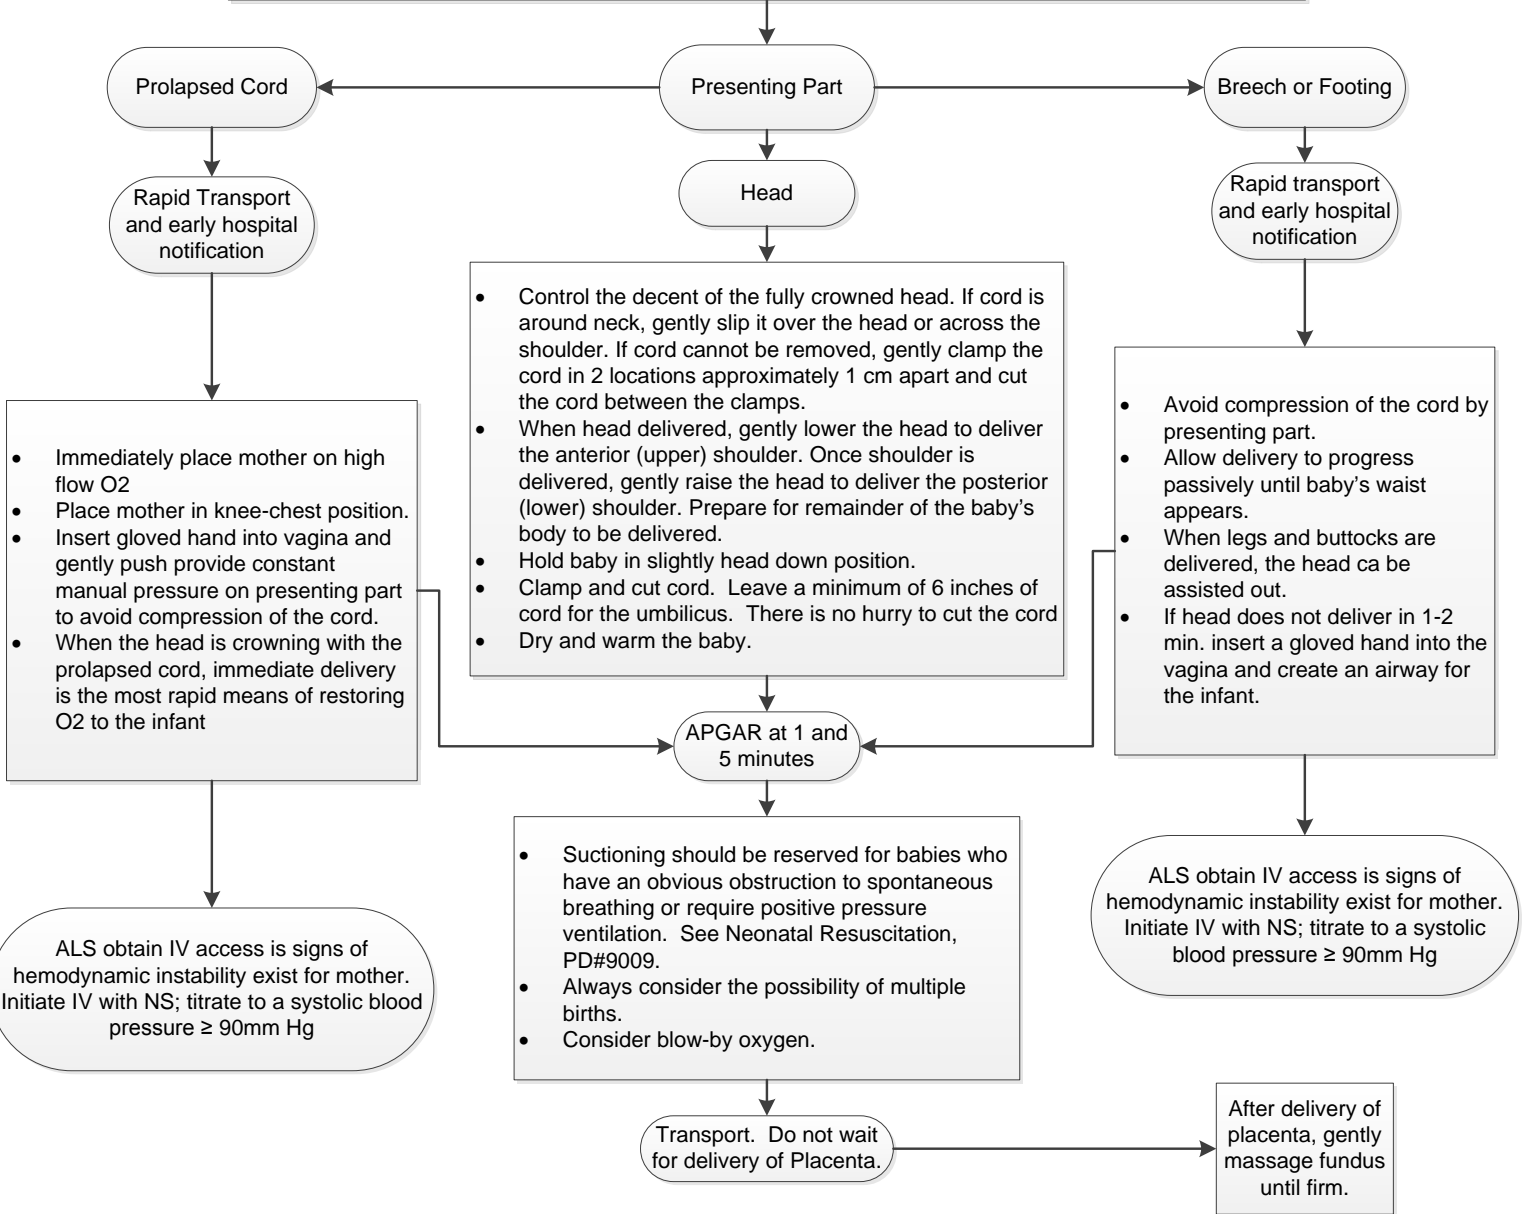 Prolapsed Cord
Presenting Part
Breech or Footing
Rapid Transport
and early hospital
notification
Head
Rapid transport
and early hospital
notification
• Immediately place mother on high
flow O2
• Place mother in knee-chest position.
• Insert gloved hand into vagina and
gently push provide constant
manual pressure on presenting part
to avoid compression of the cord.
• When the head is crowning with the
prolapsed cord, immediate delivery
is the most rapid means of restoring
O2 to the infant
• Control the decent of the fully crowned head. If cord is
around neck, gently slip it over the head or across the
shoulder. If cord cannot be removed, gently clamp the
cord in 2 locations approximately 1 cm apart and cut
the cord between the clamps.
• When head delivered, gently lower the head to deliver
the anterior (upper) shoulder. Once shoulder is
delivered, gently raise the head to deliver the posterior
(lower) shoulder. Prepare for remainder of the baby’s
body to be delivered.
• Hold baby in slightly head down position.
• Clamp and cut cord. Leave a minimum of 6 inches of
cord for the umbilicus. There is no hurry to cut the cord
• Dry and warm the baby.
• Avoid compression of the cord by
presenting part.
• Allow delivery to progress
passively until baby’s waist
appears.
• When legs and buttocks are
delivered, the head ca be
assisted out.
• If head does not deliver in 1-2
min. insert a gloved hand into the
vagina and create an airway for
the infant.
APGAR at 1 and
5 minutes
ALS obtain IV access is signs of
hemodynamic instability exist for mother.
Initiate IV with NS; titrate to a systolic blood
pressure ≥ 90mm Hg
• Suctioning should be reserved for babies who
have an obvious obstruction to spontaneous
breathing or require positive pressure
ventilation. See Neonatal Resuscitation,
PD#9009.
• Always consider the possibility of multiple
births.
• Consider blow-by oxygen.
ALS obtain IV access is signs of
hemodynamic instability exist for mother.
Initiate IV with NS; titrate to a systolic
blood pressure ≥ 90mm Hg
Transport. Do not wait
for delivery of Placenta.
After delivery of
placenta, gently
massage fundus
until firm.